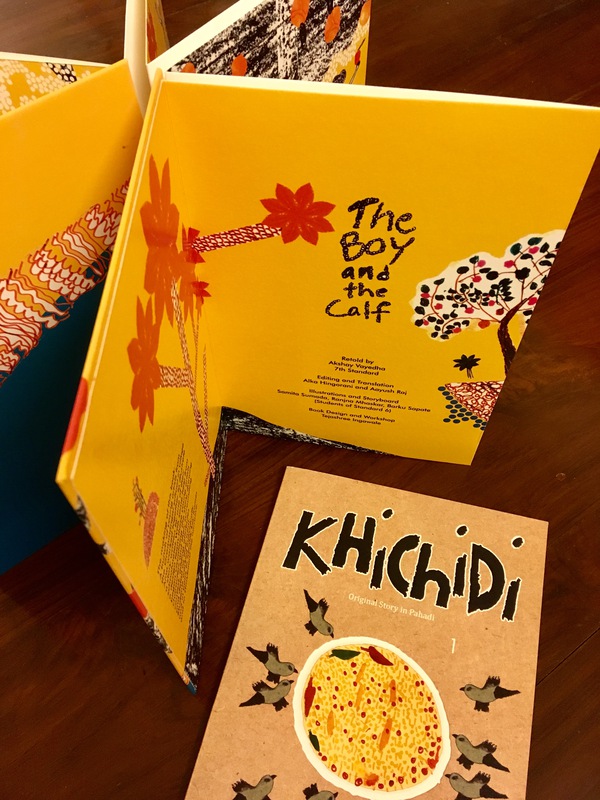 The
Boy
and
the
Calf
Retold by
Akshay Vayedha
7th Standard
Editing and Translation
Alka Hingorani and Aayush Raj
Illustrations and Storyboard
Samita Sumada, Ranjna Mhaskar, Barku Sapate
(Students of Standard 6)
Book Design and Workshop
Tejashree Ingawale
KHiCHiDi
Original Story in Pahadi
1